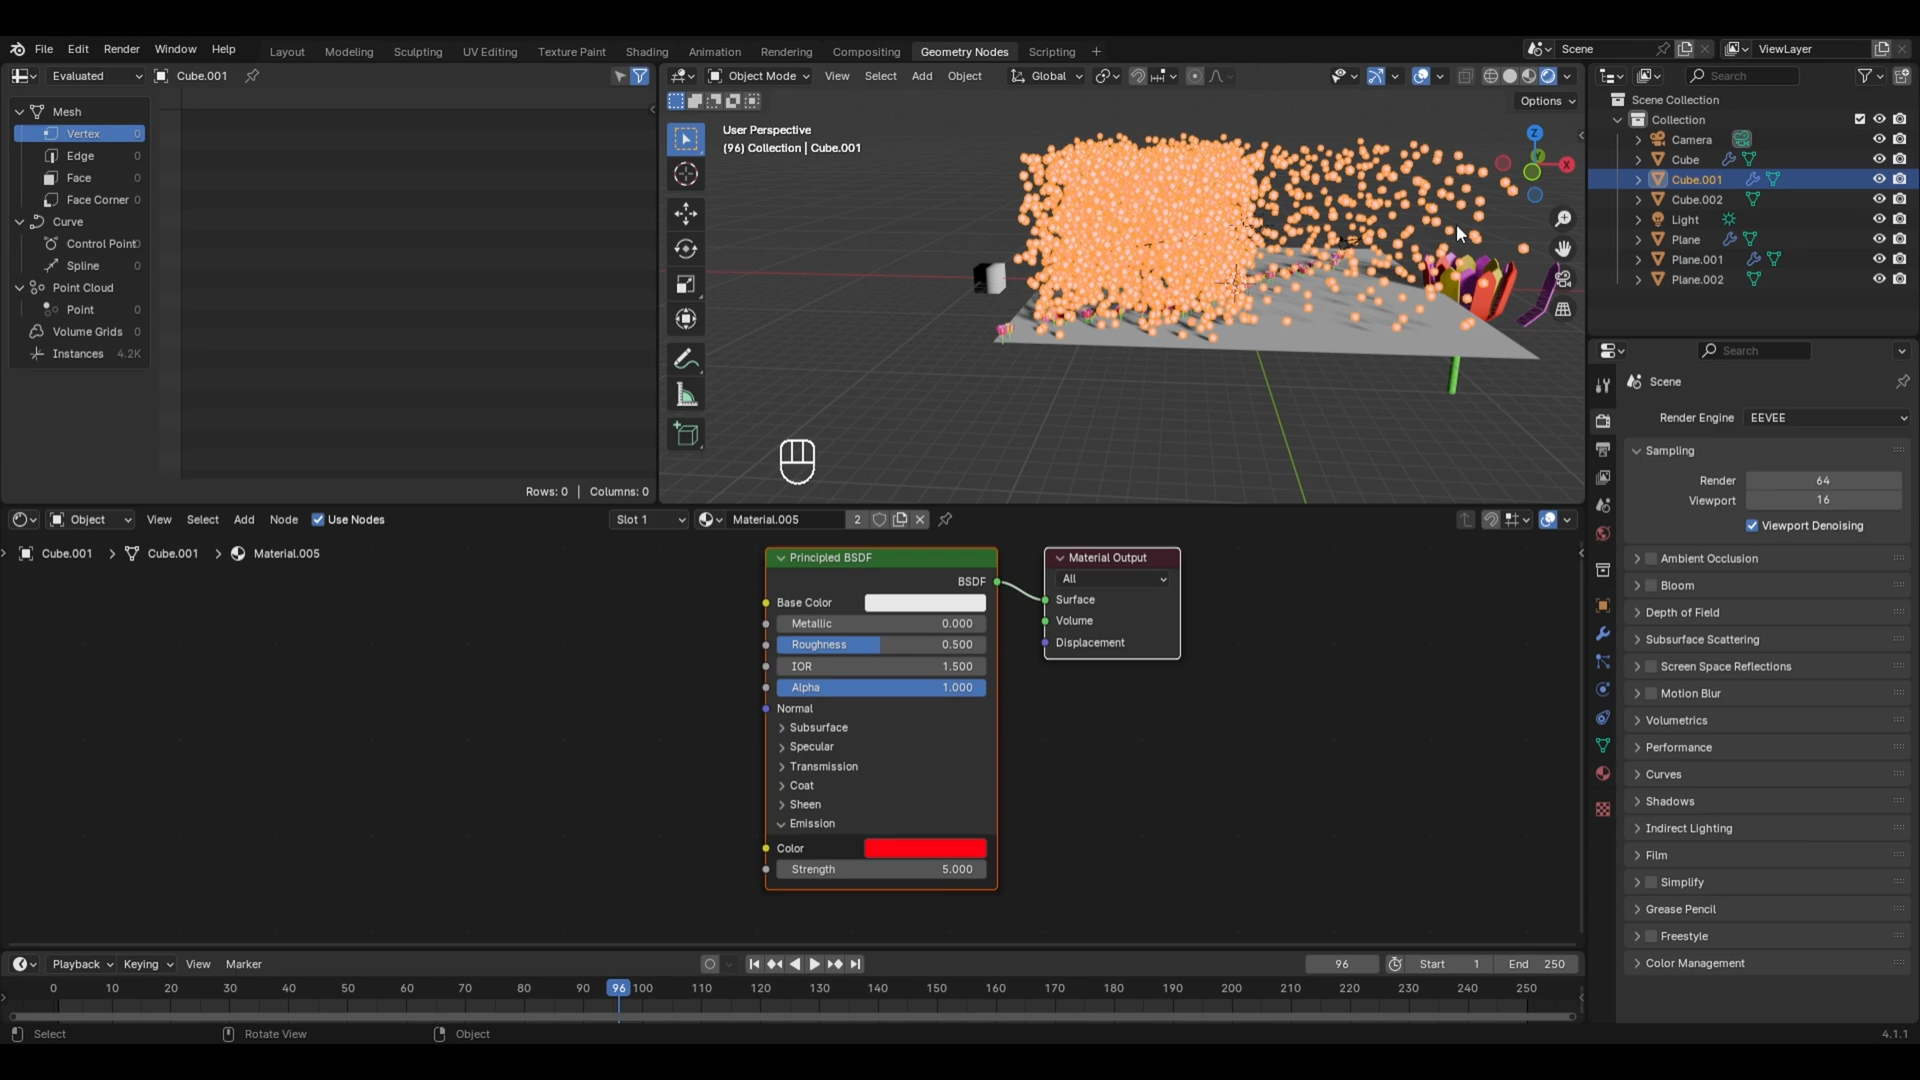 File Edit Render Window Help Layout Modeling Sculpting UV Editing Texture Paint Shading Animation Rendering Compositing Geometry Nodes Scripting + Scene ViewLayer
Evaluated Cube.001 Object Mode View Select Add Object Global Search
Options
Mesh
Vertex 0
Edge 0
Face 0
Face Corner 0
Curve
Control Point 0
Spline 0
Point Cloud
Point 0
Volume Grids 0
Instances 4.2K
Rows: 0 | Columns: 0
User Perspective
(96) Collection | Cube.001
Z
X
Scene Collection
Collection
Camera
Cube
Cube.001
Cube.002
Light
Plane
Plane.001
Plane.002
Search
Scene
Render Engine EEVEE
Sampling
Render 64
Viewport 16
Viewport Denoising
Ambient Occlusion
Bloom
Depth of Field
Subsurface Scattering
Screen Space Reflections
Motion Blur
Volumetrics
Performance
Curves
Shadows
Indirect Lighting
Film
Simplify
Grease Pencil
Freestyle
Color Management
Object View Select Add Node Use Nodes Slot 1 Material.005 2
Cube.001 > Cube.001 > Material.005
Principled BSDF
BSDF
Base Color
Metallic 0.000
Roughness 0.500
IOR 1.500
Alpha 1.000
Normal
Subsurface
Specular
Transmission
Coat
Sheen
Emission
Color
Strength 5.000
Material Output
All
Surface
Volume
Displacement
Playback Keying View Marker 96 Start 1 End 250
0 10 20 30 40 50 60 70 80 90 96 100 110 120 130 140 150 160 170 180 190 200 210 220 230 240 250
Select Rotate View Object 4.1.1